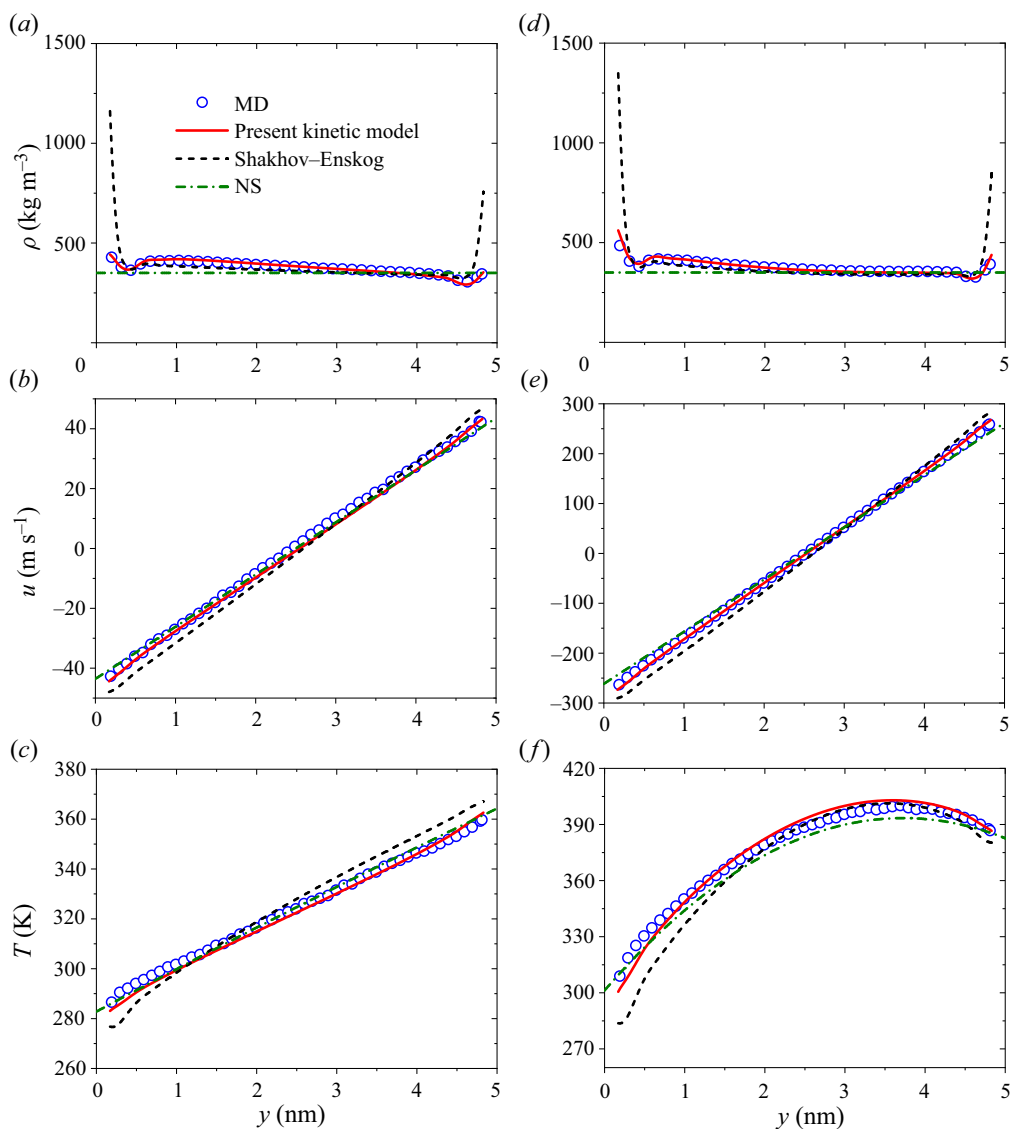 (a)
1500
1000
500
ρ (kg m–3)
MD
Present kinetic model
Shakhov–Enskog
NS
0 1 2 3 4 5
(d)
1500
1000
500
0 1 2 3 4 5
(b)
40
20
0
–20
–40
u (m s–1)
0 1 2 3 4 5
(e)
300
200
100
0
–100
–200
–300
0 1 2 3 4 5
(c)
380
360
340
320
300
280
260
T (K)
0 1 2 3 4 5
y (nm)
(f)
420
390
360
330
300
270
0 1 2 3 4 5
y (nm)